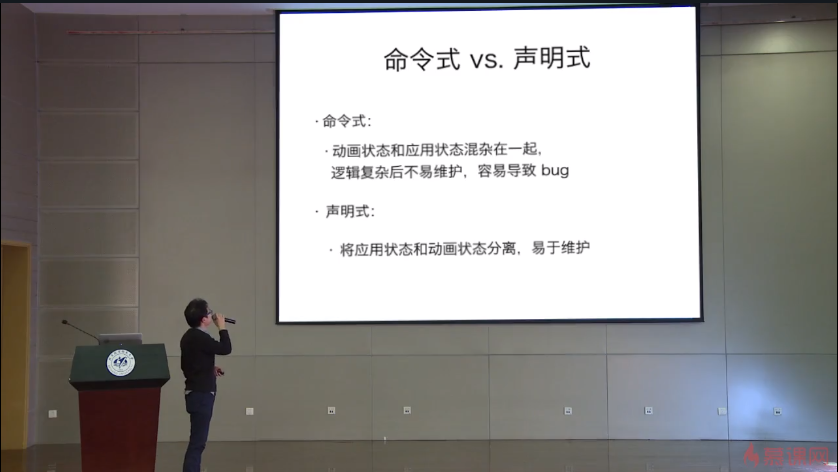 命令式 vs. 声明式
· 命令式：
· 动画状态和应用状态混杂在一起，
逻辑复杂后不易维护，容易导致 bug
· 声明式：
· 将应用状态和动画状态分离，易于维护